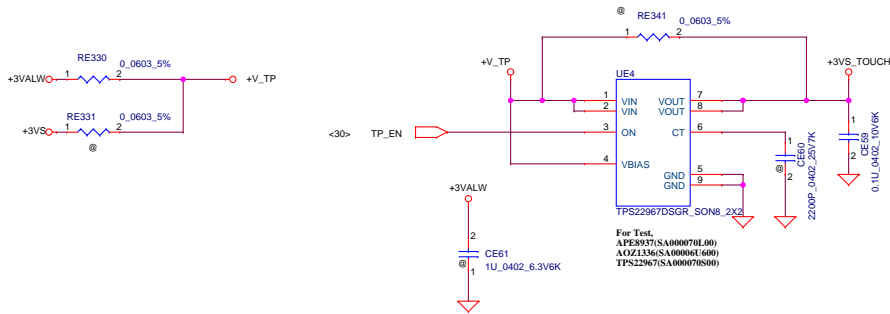 @
RE341
1 2
0_0603_5%
RE330
0_0603_5%
+3VALW 1 2
+V_TP
RE331
0_0603_5%
+3VS 1 2
@
+V_TP
UE4
+3VS_TOUCH
1 VIN VOUT 7
2 VIN VOUT 8
<30> TP_EN
3 ON CT 6
4 VBIAS
GND 5
GND 9
TPS22967DSGR_SON8_2X2
1
2
@
CE60
2200P_0402_25V7K
1
2
CE59
0.1U_0402_10V6K
+3VALW
2
1
@
CE61
1U_0402_6.3V6K
For Test,
APE8937(SA000070L00)
AOZ1336(SA00006U600)
TPS22967(SA000070S00)